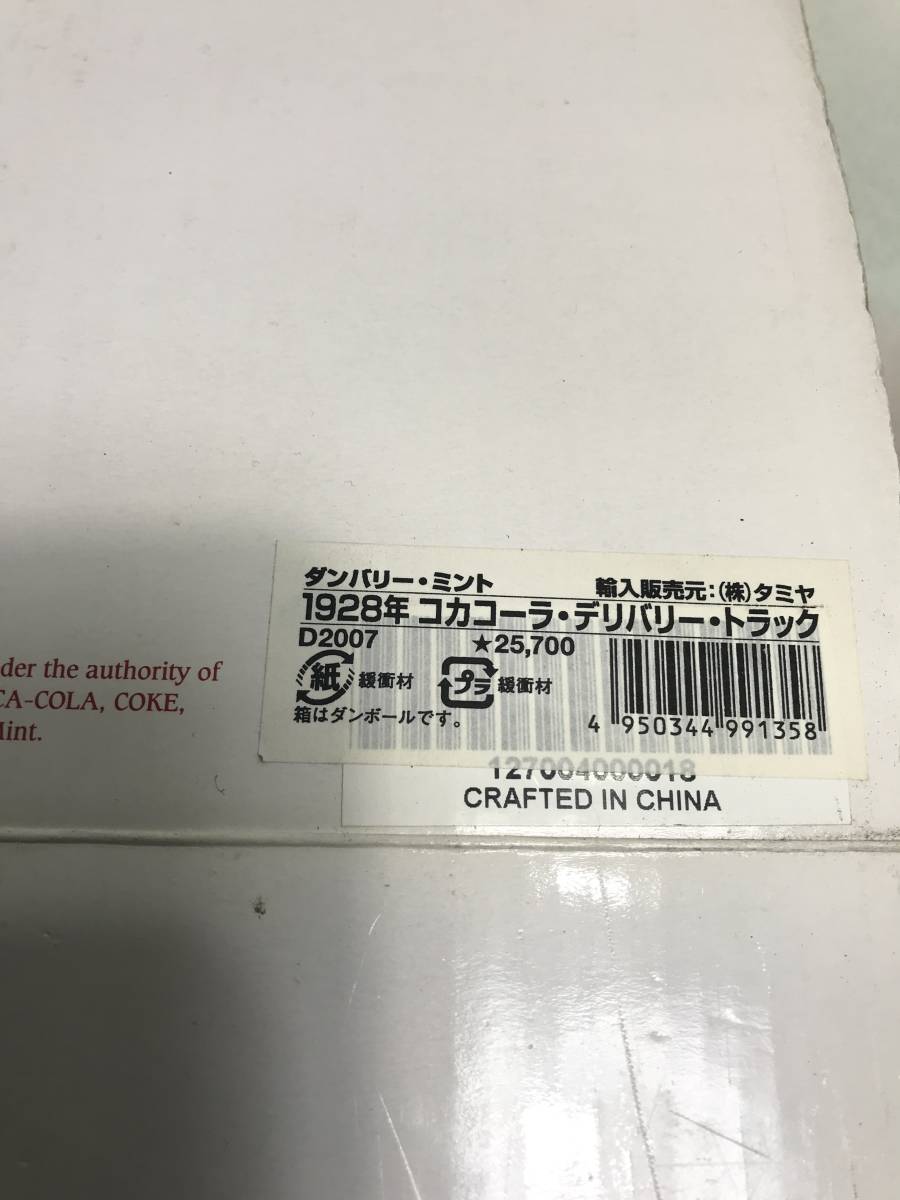 ダンバリー・ミント 輸入販売元：(株)タミヤ
1928年 コカコーラ・デリバリー・トラック
D2007 ★25,700
紙 緩衝材 プラ 緩衝材
箱はダンボールです。
4 950344 991358
127004000018
CRAFTED IN CHINA
der the authority of
CA-COLA, COKE,
Mint.